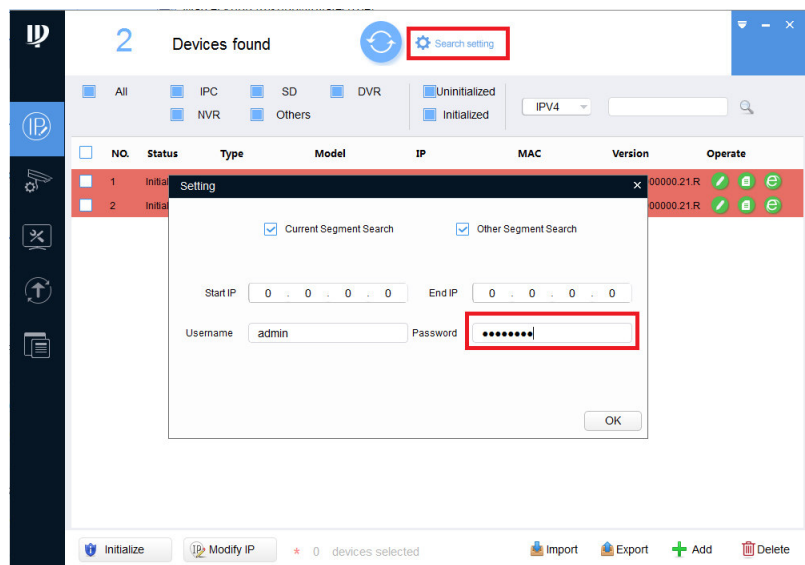 2 Devices found Search setting
All IPC SD DVR Uninitialized
NVR Others Initialized
IPV4
NO. Status Type Model IP MAC Version Operate
1 Initial 00000.21.R
2 Initial 00000.21.R
Setting
Current Segment Search Other Segment Search
Start IP 0 . 0 . 0 . 0 End IP 0 . 0 . 0 . 0
Username admin Password ••••••••
OK
Initialize IP Modify IP * 0 devices selected Import Export Add Delete